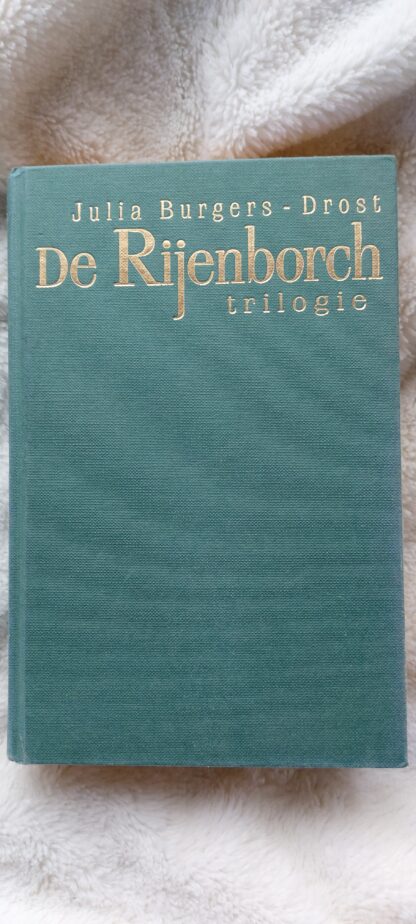 Julia Burgers - Drost
De Rijenborch
trilogie